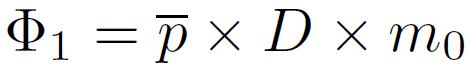 Φ₁ = p̅ × D × m₀